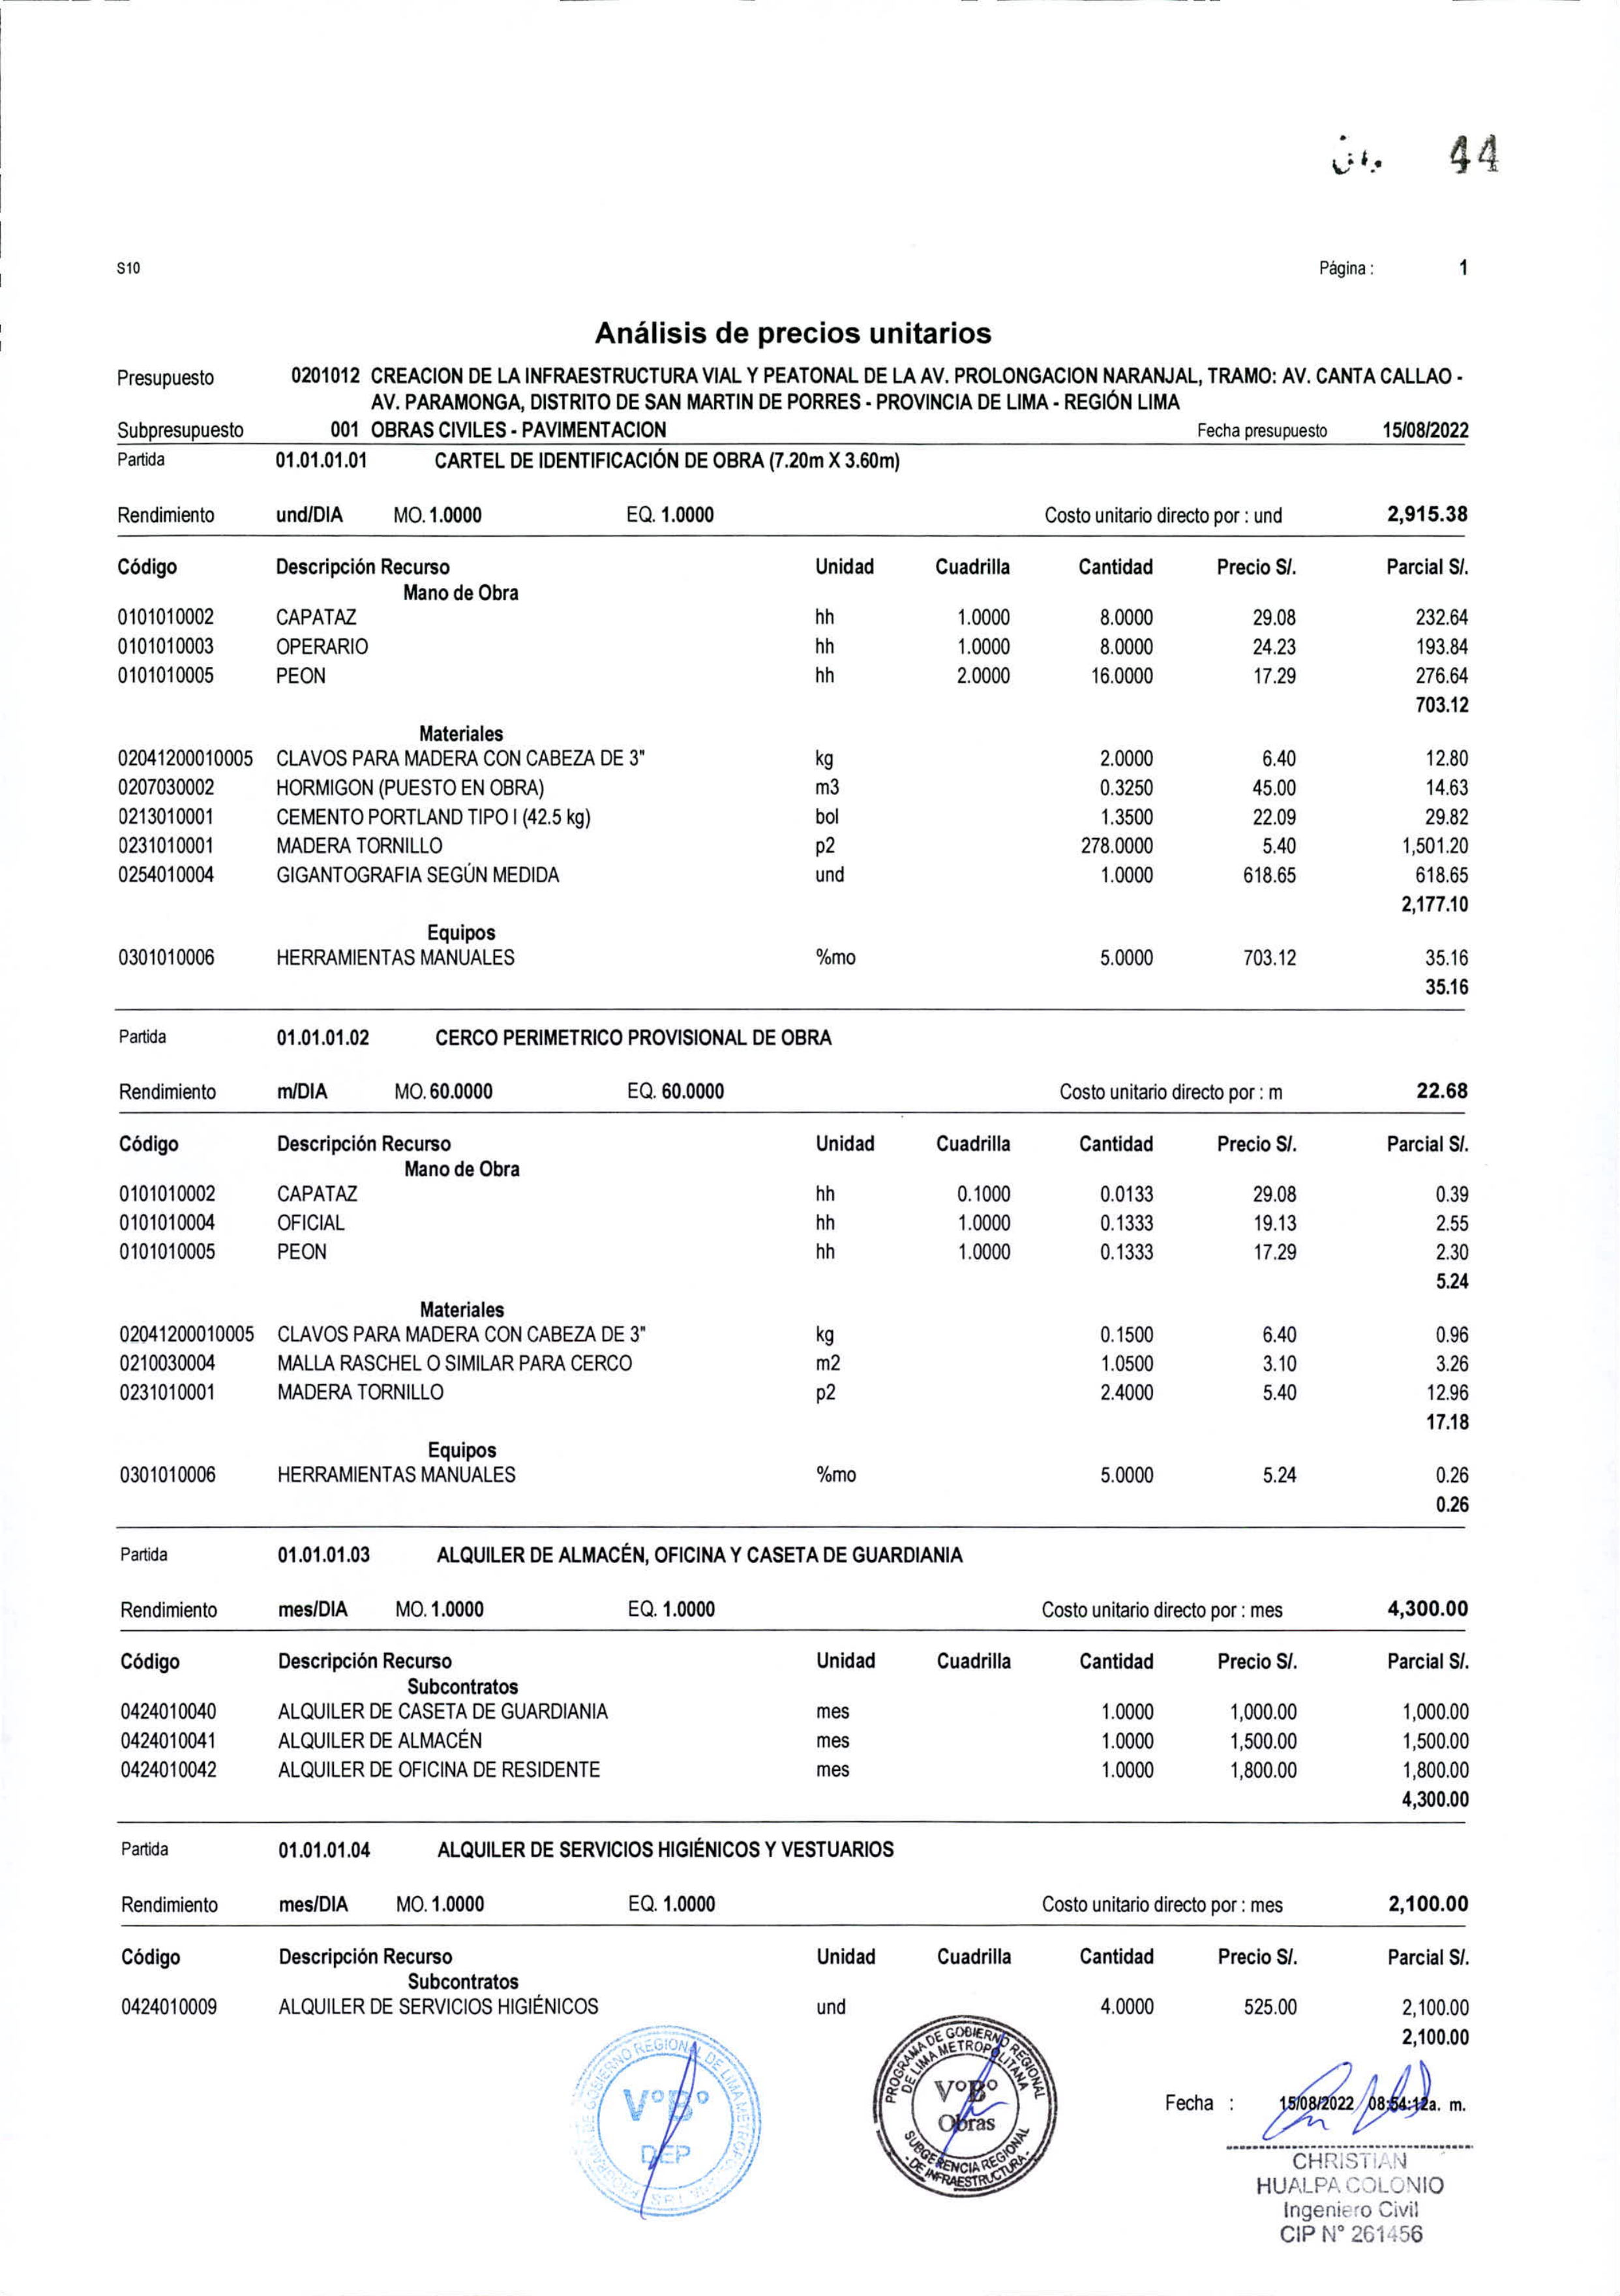 44
S10 Página : 1
Análisis de precios unitarios
Presupuesto 0201012 CREACION DE LA INFRAESTRUCTURA VIAL Y PEATONAL DE LA AV. PROLONGACION NARANJAL, TRAMO: AV. CANTA CALLAO -
AV. PARAMONGA, DISTRITO DE SAN MARTIN DE PORRES - PROVINCIA DE LIMA - REGIÓN LIMA
Subpresupuesto 001 OBRAS CIVILES - PAVIMENTACION Fecha presupuesto 15/08/2022
Partida 01.01.01.01 CARTEL DE IDENTIFICACIÓN DE OBRA (7.20m X 3.60m)
Rendimiento und/DIA MO. 1.0000 EQ. 1.0000 Costo unitario directo por : und 2,915.38
Código Descripción Recurso Unidad Cuadrilla Cantidad Precio S/. Parcial S/.
Mano de Obra
0101010002 CAPATAZ hh 1.0000 8.0000 29.08 232.64
0101010003 OPERARIO hh 1.0000 8.0000 24.23 193.84
0101010005 PEON hh 2.0000 16.0000 17.29 276.64
703.12
Materiales
02041200010005 CLAVOS PARA MADERA CON CABEZA DE 3" kg 2.0000 6.40 12.80
0207030002 HORMIGON (PUESTO EN OBRA) m3 0.3250 45.00 14.63
0213010001 CEMENTO PORTLAND TIPO I (42.5 kg) bol 1.3500 22.09 29.82
0231010001 MADERA TORNILLO p2 278.0000 5.40 1,501.20
0254010004 GIGANTOGRAFIA SEGÚN MEDIDA und 1.0000 618.65 618.65
2,177.10
Equipos
0301010006 HERRAMIENTAS MANUALES %mo 5.0000 703.12 35.16
35.16
Partida 01.01.01.02 CERCO PERIMETRICO PROVISIONAL DE OBRA
Rendimiento m/DIA MO. 60.0000 EQ. 60.0000 Costo unitario directo por : m 22.68
Código Descripción Recurso Unidad Cuadrilla Cantidad Precio S/. Parcial S/.
Mano de Obra
0101010002 CAPATAZ hh 0.1000 0.0133 29.08 0.39
0101010004 OFICIAL hh 1.0000 0.1333 19.13 2.55
0101010005 PEON hh 1.0000 0.1333 17.29 2.30
5.24
Materiales
02041200010005 CLAVOS PARA MADERA CON CABEZA DE 3" kg 0.1500 6.40 0.96
0210030004 MALLA RASCHEL O SIMILAR PARA CERCO m2 1.0500 3.10 3.26
0231010001 MADERA TORNILLO p2 2.4000 5.40 12.96
17.18
Equipos
0301010006 HERRAMIENTAS MANUALES %mo 5.0000 5.24 0.26
0.26
Partida 01.01.01.03 ALQUILER DE ALMACÉN, OFICINA Y CASETA DE GUARDIANIA
Rendimiento mes/DIA MO. 1.0000 EQ. 1.0000 Costo unitario directo por : mes 4,300.00
Código Descripción Recurso Unidad Cuadrilla Cantidad Precio S/. Parcial S/.
Subcontratos
0424010040 ALQUILER DE CASETA DE GUARDIANIA mes 1.0000 1,000.00 1,000.00
0424010041 ALQUILER DE ALMACÉN mes 1.0000 1,500.00 1,500.00
0424010042 ALQUILER DE OFICINA DE RESIDENTE mes 1.0000 1,800.00 1,800.00
4,300.00
Partida 01.01.01.04 ALQUILER DE SERVICIOS HIGIÉNICOS Y VESTUARIOS
Rendimiento mes/DIA MO. 1.0000 EQ. 1.0000 Costo unitario directo por : mes 2,100.00
Código Descripción Recurso Unidad Cuadrilla Cantidad Precio S/. Parcial S/.
Subcontratos
0424010009 ALQUILER DE SERVICIOS HIGIÉNICOS und 4.0000 525.00 2,100.00
2,100.00
PROGRAMA DE GOBIERNO REGIONAL DE LIMA METROPOLITANA
V°B°
DEP
PROGRAMA DE GOBIERNO REGIONAL
DE LIMA METROPOLITANA
V°B°
Obras
SUBGERENCIA REGIONAL
- DE INFRAESTRUCTURA -
Fecha : 15/08/2022 08:54:12a. m.
CHRISTIAN
HUALPA COLONIO
Ingeniero Civil
CIP N° 261456